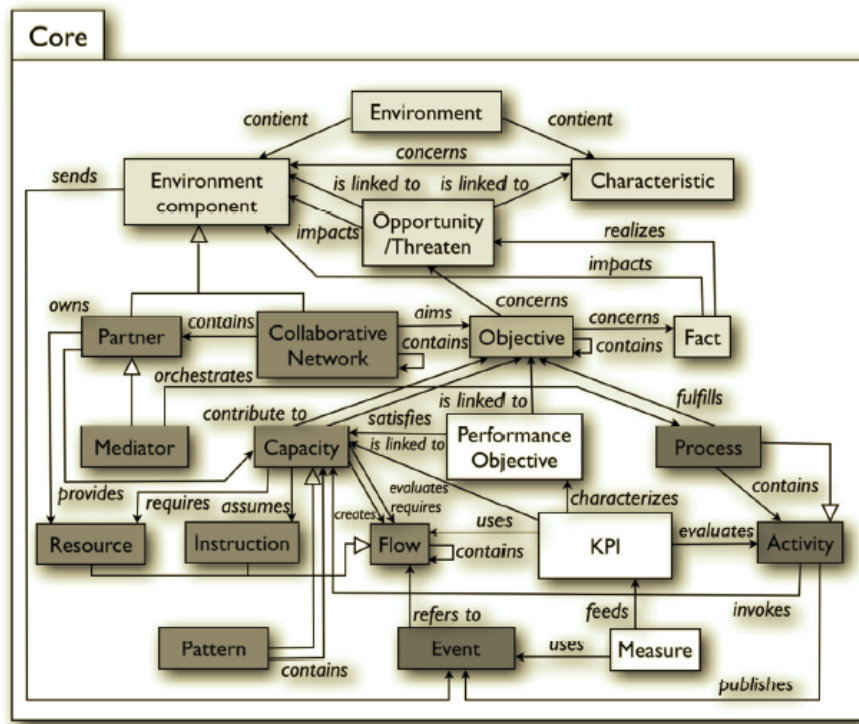 Core
Environment
contient
contient
concerns
sends
Environment
component
is linked to
is linked to
Characteristic
Opportunity
/Threaten
impacts
realizes
impacts
owns
concerns
Partner
contains
Collaborative
Network
aims
contains
Objective
concerns
contains
Fact
orchestrates
is linked to
fulfills
contribute to
satisfies
Mediator
Capacity
is linked to
Performance
Objective
Process
provides
requires
assumes
evaluates
requires
creates
characterizes
contains
Resource
Instruction
Flow
uses
contains
KPI
evaluates
Activity
refers to
feeds
invokes
Pattern
contains
Event
uses
Measure
publishes